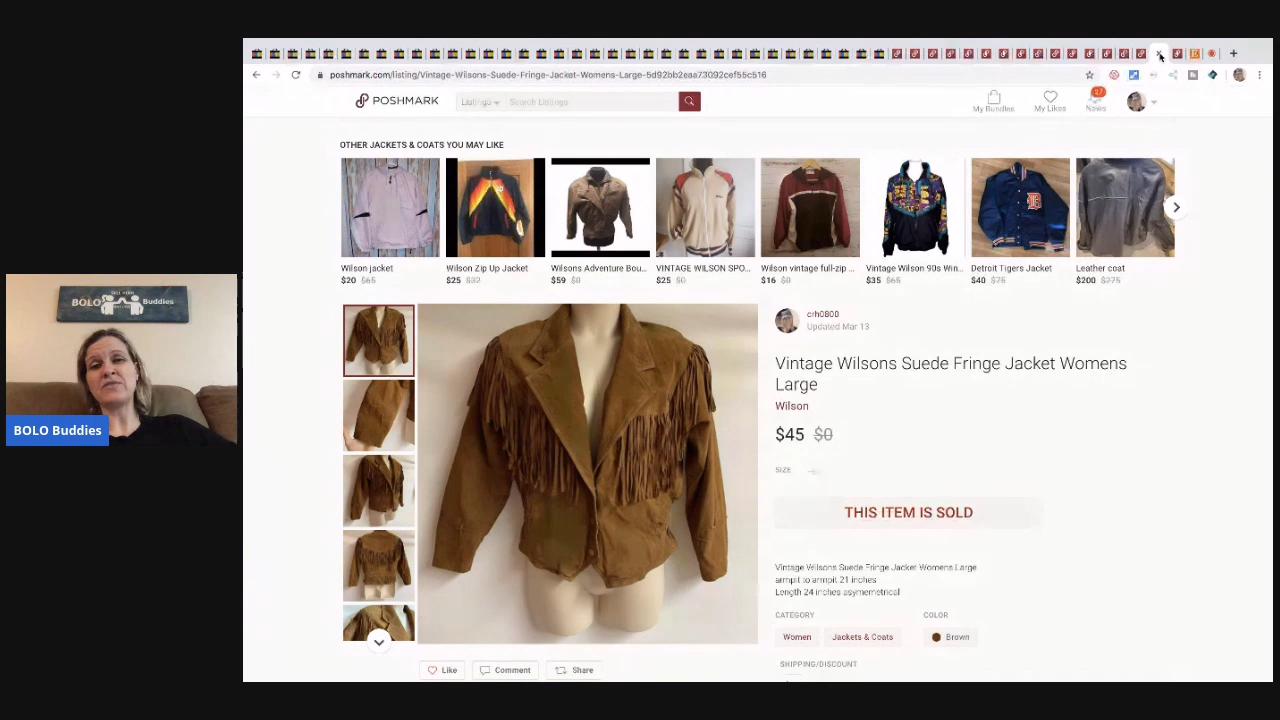 poshmark.com/listing/Vintage-Wilsons-Suede-Fringe-Jacket-Womens-Large-5d92bb2eaa73092cef55c516
POSHMARK
Listings
Search Listings
My Bundles
My Likes
27
News
OTHER JACKETS & COATS YOU MAY LIKE
Wilson jacket
$20 $65
Wilson Zip Up Jacket
$25 $32
Wilsons Adventure Bou...
$59 $0
VINTAGE WILSON SPO...
$25 $0
Wilson vintage full-zip ...
$16 $0
Vintage Wilson 90s Win...
$35 $65
Detroit Tigers Jacket
$40 $75
Leather coat
$200 $275
crh0800
Updated Mar 13
Vintage Wilsons Suede Fringe Jacket Womens
Large
Wilson
$45 $0
SIZE
THIS ITEM IS SOLD
Vintage Wilsons Suede Fringe Jacket Womens Large
armpit to armpit 21 inches
Length 24 inches asymemetrical
CATEGORY
COLOR
Women
Jackets & Coats
Brown
SHIPPING/DISCOUNT
Like
Comment
Share
BOLO
Buddies
BOLO Buddies